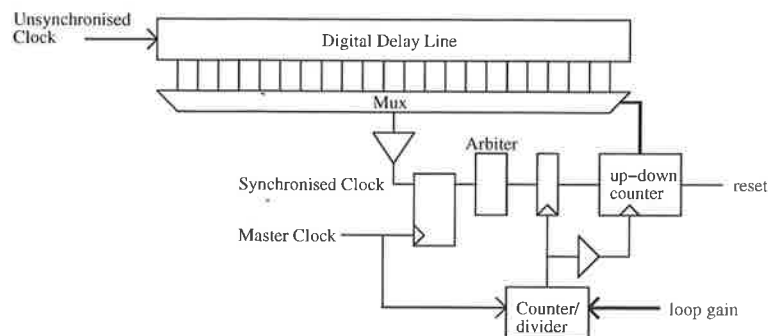 Unsynchronised
Clock
Digital Delay Line
Mux
Arbiter
Synchronised Clock
up-down
counter
reset
Master Clock
Counter/
divider
loop gain